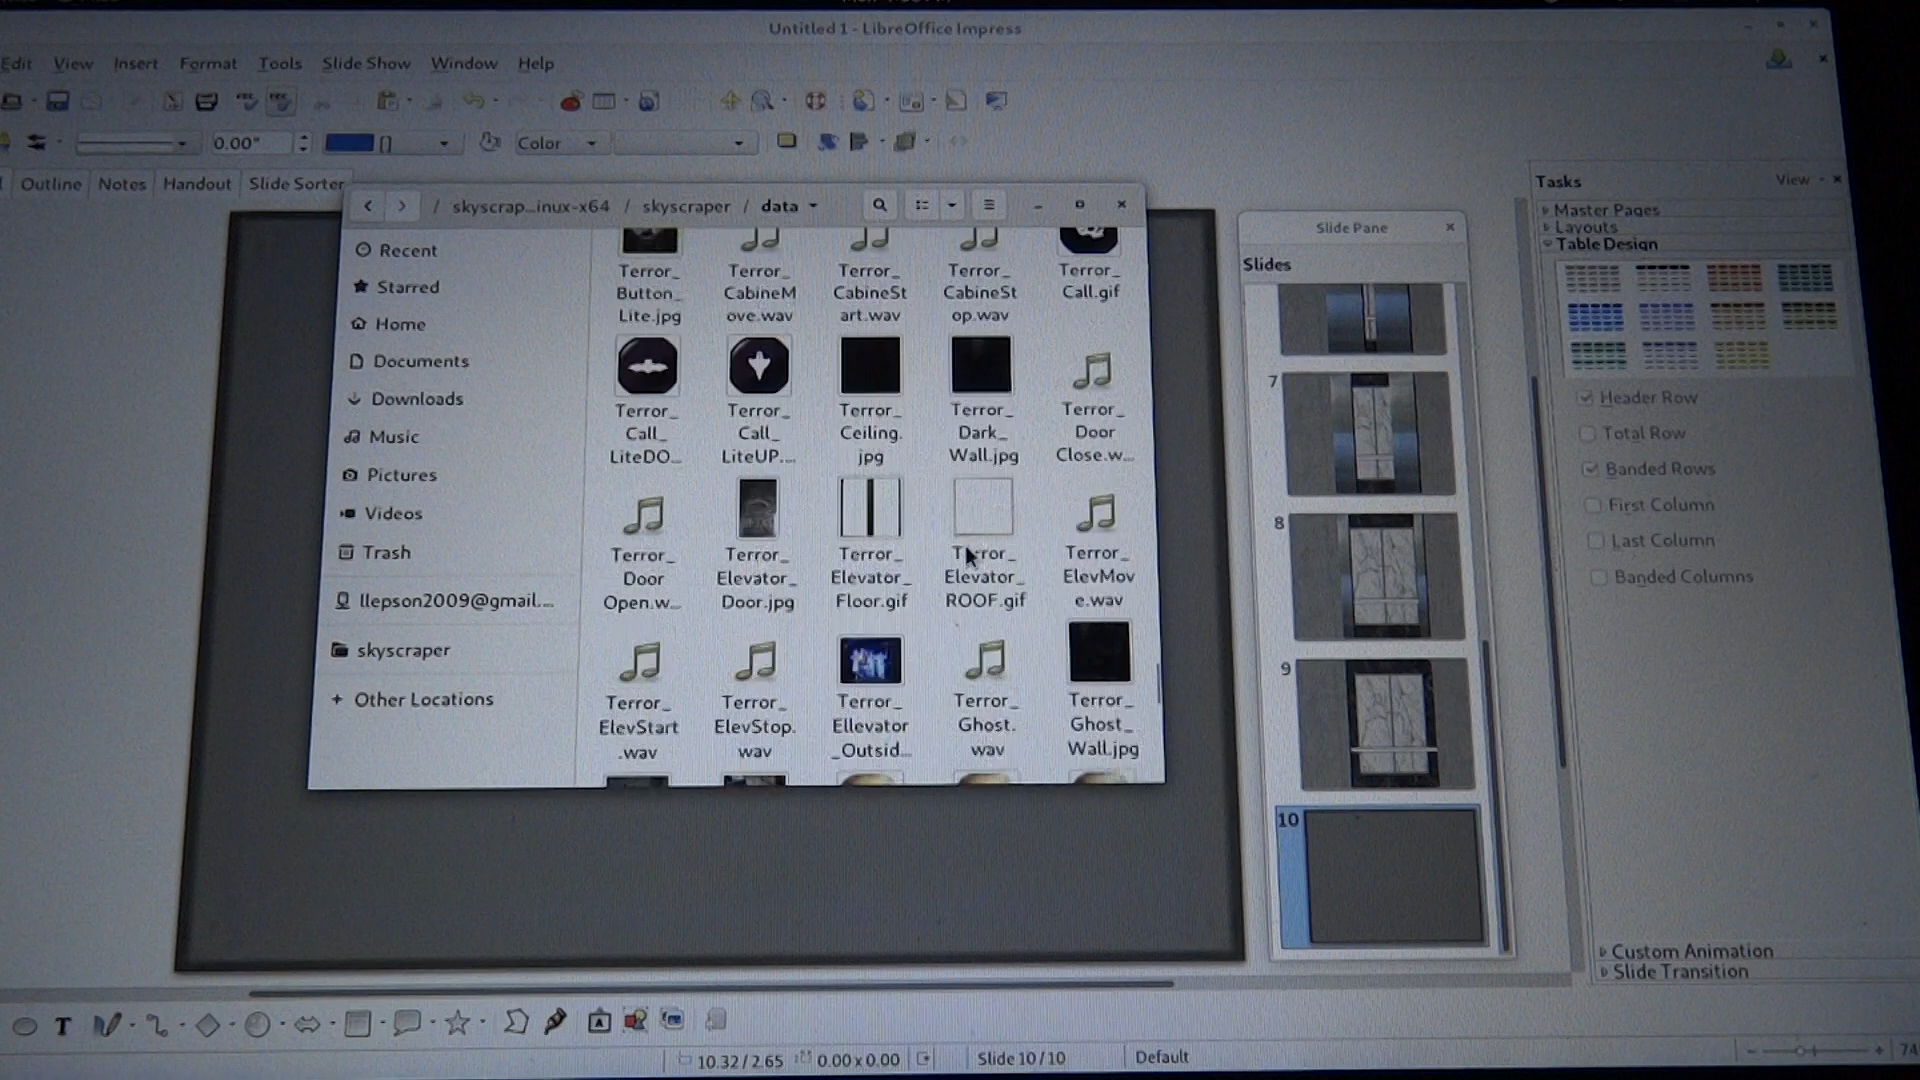 Untitled 1 - LibreOffice Impress
Edit View Insert Format Tools Slide Show Window Help
0.00"
[]
Color
Outline Notes Handout Slide Sorter
/ skyscrap...inux-x64 / skyscraper / data
Recent
Starred
Home
Documents
Downloads
Music
Pictures
Videos
Trash
llepson2009@gmail....
skyscraper
+ Other Locations
Terror_
Button_
Lite.jpg
Terror_
CabineM
ove.wav
Terror_
CabineSt
art.wav
Terror_
CabineSt
op.wav
Terror_
Call.gif
Terror_
Call_
LiteDO...
Terror_
Call_
LiteUP....
Terror_
Ceiling.
jpg
Terror_
Dark_
Wall.jpg
Terror_
Door
Close.w...
Terror_
Door
Open.w...
Terror_
Elevator_
Door.jpg
Terror_
Elevator_
Floor.gif
Terror_
Elevator_
ROOF.gif
Terror_
ElevMov
e.wav
Terror_
ElevStart
.wav
Terror_
ElevStop.
wav
Terror_
Ellevator
_Outsid...
Terror_
Ghost.
wav
Terror_
Ghost_
Wall.jpg
Slide Pane
Slides
7
8
9
10
Tasks
View
Master Pages
Layouts
Table Design
Header Row
Total Row
Banded Rows
First Column
Last Column
Banded Columns
Custom Animation
Slide Transition
T
A
10.32 / 2.65
0.00 x 0.00
Slide 10 / 10
Default